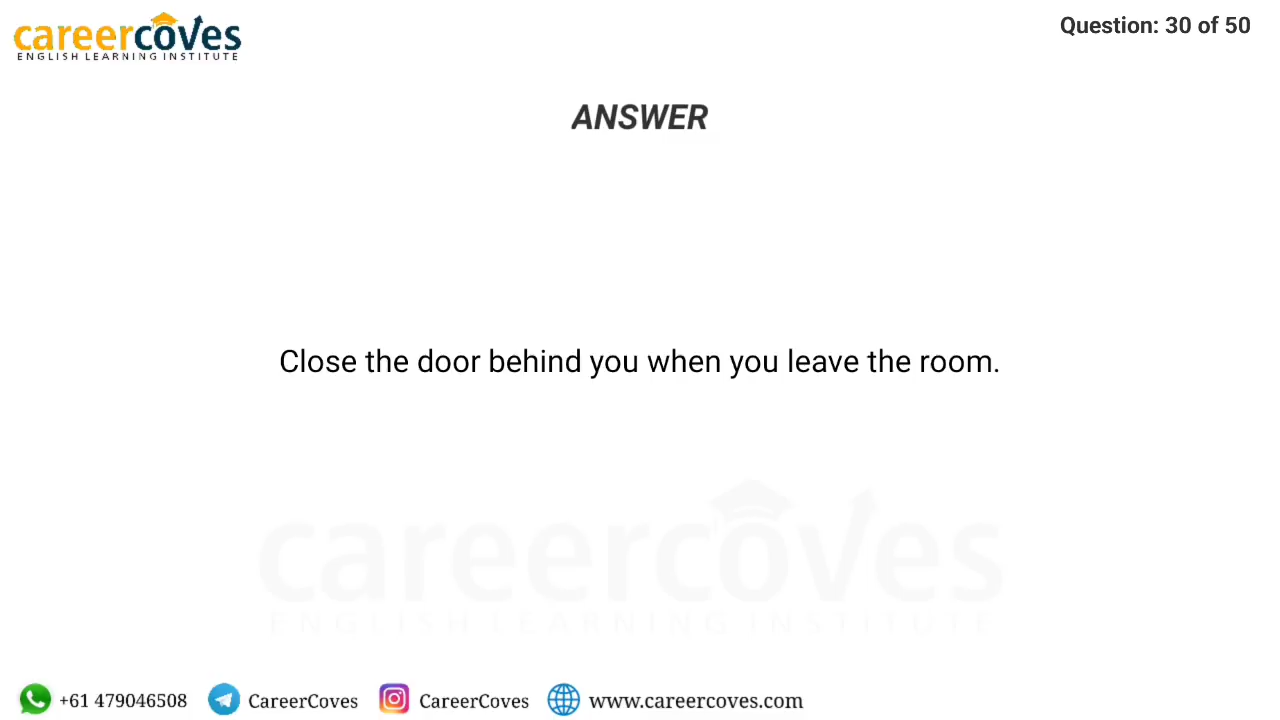 careercoves
ENGLISH LEARNING INSTITUTE
Question: 30 of 50
ANSWER
Close the door behind you when you leave the room.
careercoves
ENGLISH LEARNING INSTITUTE
+61 479046508 CareerCoves CareerCoves www.careercoves.com